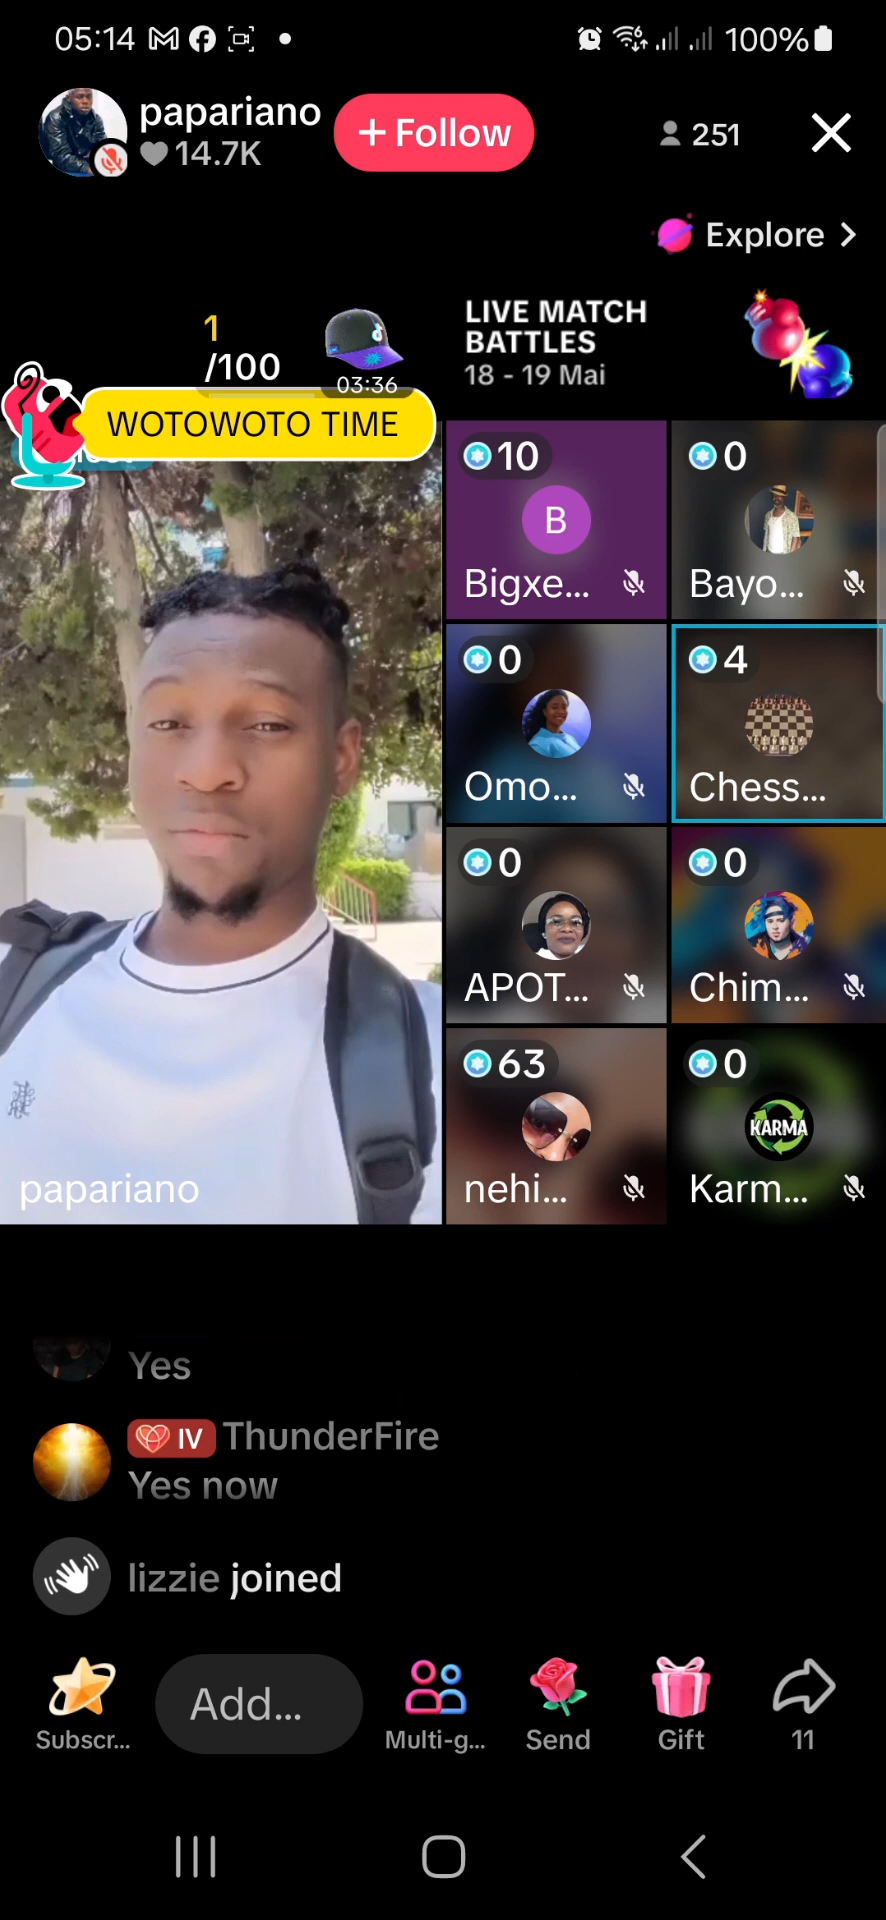 05:14
100%
papariano
14.7K
+ Follow
251
Explore >
1
/100
03:36
LIVE MATCH
BATTLES
18 - 19 Mai
WOTOWOTO TIME
10
B
Bigxe...
0
Bayo...
0
Omo...
4
Chess...
0
APOT...
0
Chim...
63
nehi...
0
KARMA
Karm...
papariano
Yes
IV ThunderFire
Yes now
lizzie joined
Add...
Subscr...
Multi-g...
Send
Gift
11